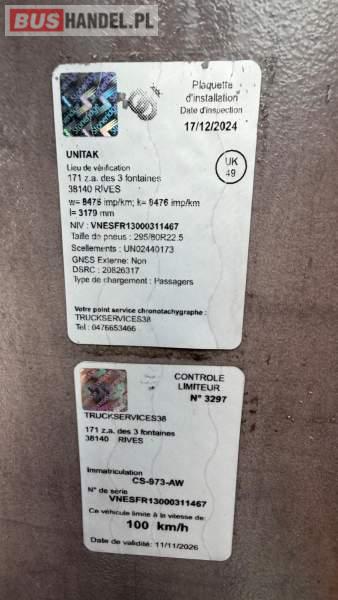 BUSHANDEL.PL
Plaquette
d'installation
Date d'inspection
17/12/2024
UNITAK
Lieu de vérification
171 z.a. des 3 fontaines
38140 RIVES
UK
49
w= 8476 imp/km; k= 8476 imp/km
l= 3179 mm
NIV : VNESFR13000311467
Taille de pneu : 295/80R22.5
Scellements : UN02440173
GNSS Externe: Non
DSRC : 20826317
Type de chargement : Passagers
Votre point service chronotachygraphe :
TRUCKSERVICES38
Tel : 0476653466
CONTROLE
LIMITEUR
N° 3297
TRUCKSERVICES38
171 z.a. des 3 fontaines
38140 RIVES
Immatriculation
CS-973-AW
N° de série
VNESFR13000311467
Ce véhicule limité à la vitesse de:
100 km/h
Date de validité: 11/11/2026